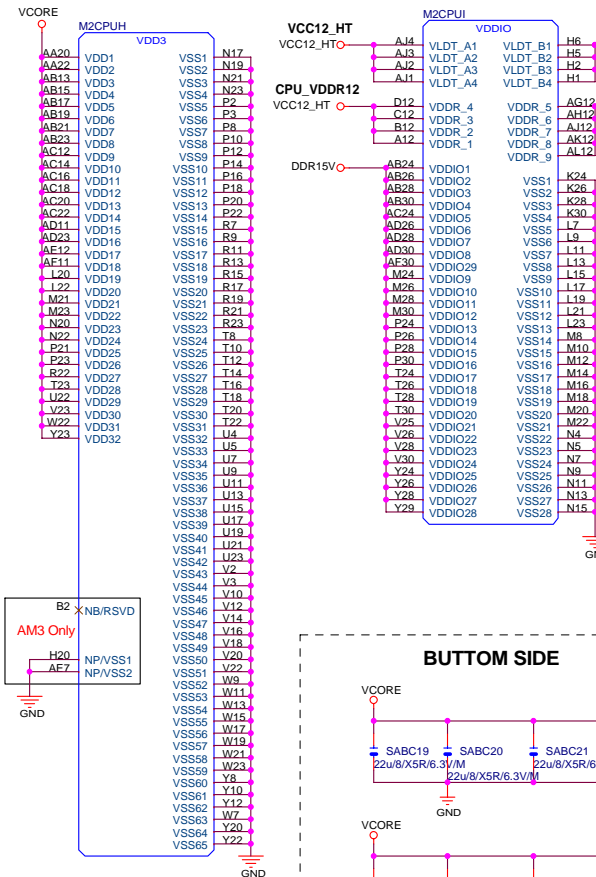 VCORE
M2CPUH
VDD3
AA20 VDD1 VSS1 N17
AA22 VDD2 VSS2 N19
AB13 VDD3 VSS3 N21
AB15 VDD4 VSS4 N23
AB17 VDD5 VSS5 P2
AB19 VDD6 VSS6 P3
AB21 VDD7 VSS7 P8
AB23 VDD8 VSS8 P10
AC12 VDD9 VSS9 P12
AC14 VDD10 VSS10 P14
AC16 VDD11 VSS11 P16
AC18 VDD12 VSS12 P18
AC20 VDD13 VSS13 P20
AC22 VDD14 VSS14 P22
AD11 VDD15 VSS15 R7
AD23 VDD16 VSS16 R9
AE12 VDD17 VSS17 R11
AF11 VDD18 VSS18 R13
L20 VDD19 VSS19 R15
L22 VDD20 VSS20 R17
M21 VDD21 VSS21 R19
M23 VDD22 VSS22 R21
N20 VDD23 VSS23 R23
N22 VDD24 VSS24 T8
P21 VDD25 VSS25 T10
P23 VDD26 VSS26 T12
R22 VDD27 VSS27 T14
T23 VDD28 VSS28 T16
U22 VDD29 VSS29 T18
V23 VDD30 VSS30 T20
W22 VDD31 VSS31 T22
Y23 VDD32 VSS32 U4
VSS33 U5
VSS34 U7
VSS35 U9
VSS36 U11
VSS37 U13
VSS38 U15
VSS39 U17
VSS40 U19
VSS41 U21
VSS42 U23
VSS43 V2
VSS44 V3
VSS45 V10
VSS46 V12
VSS47 V14
VSS48 V16
VSS49 V18
VSS50 V20
VSS51 V22
VSS52 W9
VSS53 W11
VSS54 W13
VSS55 W15
VSS56 W17
VSS57 W19
VSS58 W21
VSS59 W23
VSS60 Y8
VSS61 Y10
VSS62 Y12
VSS63 W7
VSS64 Y20
VSS65 Y22
GND
B2 NB/RSVD
AM3 Only
H20 NP/VSS1
AE7 NP/VSS2
GND
M2CPUI
VDDIO
VCC12_HT
VCC12_HT
AJ4 VLDT_A1 VLDT_B1 H6
AJ3 VLDT_A2 VLDT_B2 H5
AJ2 VLDT_A3 VLDT_B3 H2
AJ1 VLDT_A4 VLDT_B4 H1
CPU_VDDR12
VCC12_HT
D12 VDDR_4 VDDR_5 AG12
C12 VDDR_3 VDDR_6 AH12
B12 VDDR_2 VDDR_7 AJ12
A12 VDDR_1 VDDR_8 AK12
VDDR_9 AL12
DDR15V
AB24 VDDIO1 VSS1 K24
AB26 VDDIO2 VSS2 K26
AB28 VDDIO3 VSS3 K28
AB30 VDDIO4 VSS4 K30
AC24 VDDIO5 VSS5 L7
AD26 VDDIO6 VSS6 L9
AD28 VDDIO7 VSS7 L11
AD30 VDDIO8 VSS8 L13
AF30 VDDIO29 VSS9 L15
M24 VDDIO9 VSS10 L17
M26 VDDIO10 VSS11 L19
M28 VDDIO11 VSS12 L21
M30 VDDIO12 VSS13 L23
P24 VDDIO13 VSS14 M8
P26 VDDIO14 VSS15 M10
P28 VDDIO15 VSS16 M12
P30 VDDIO16 VSS17 M14
T24 VDDIO17 VSS18 M16
T26 VDDIO18 VSS19 M18
T28 VDDIO19 VSS20 M20
T30 VDDIO20 VSS21 M22
V25 VDDIO21 VSS22 N4
V26 VDDIO22 VSS23 N5
V28 VDDIO23 VSS24 N7
V30 VDDIO24 VSS25 N9
Y24 VDDIO25 VSS26 N11
Y26 VDDIO26 VSS27 N13
Y28 VDDIO27 VSS28 N15
Y29 VDDIO28
BUTTOM SIDE
VCORE
SABC19 SABC20 SABC21
22u/8/X5R/6.3V/M 22u/8/X5R/6.3V/M 22u/8/X5R/6
GND
VCORE